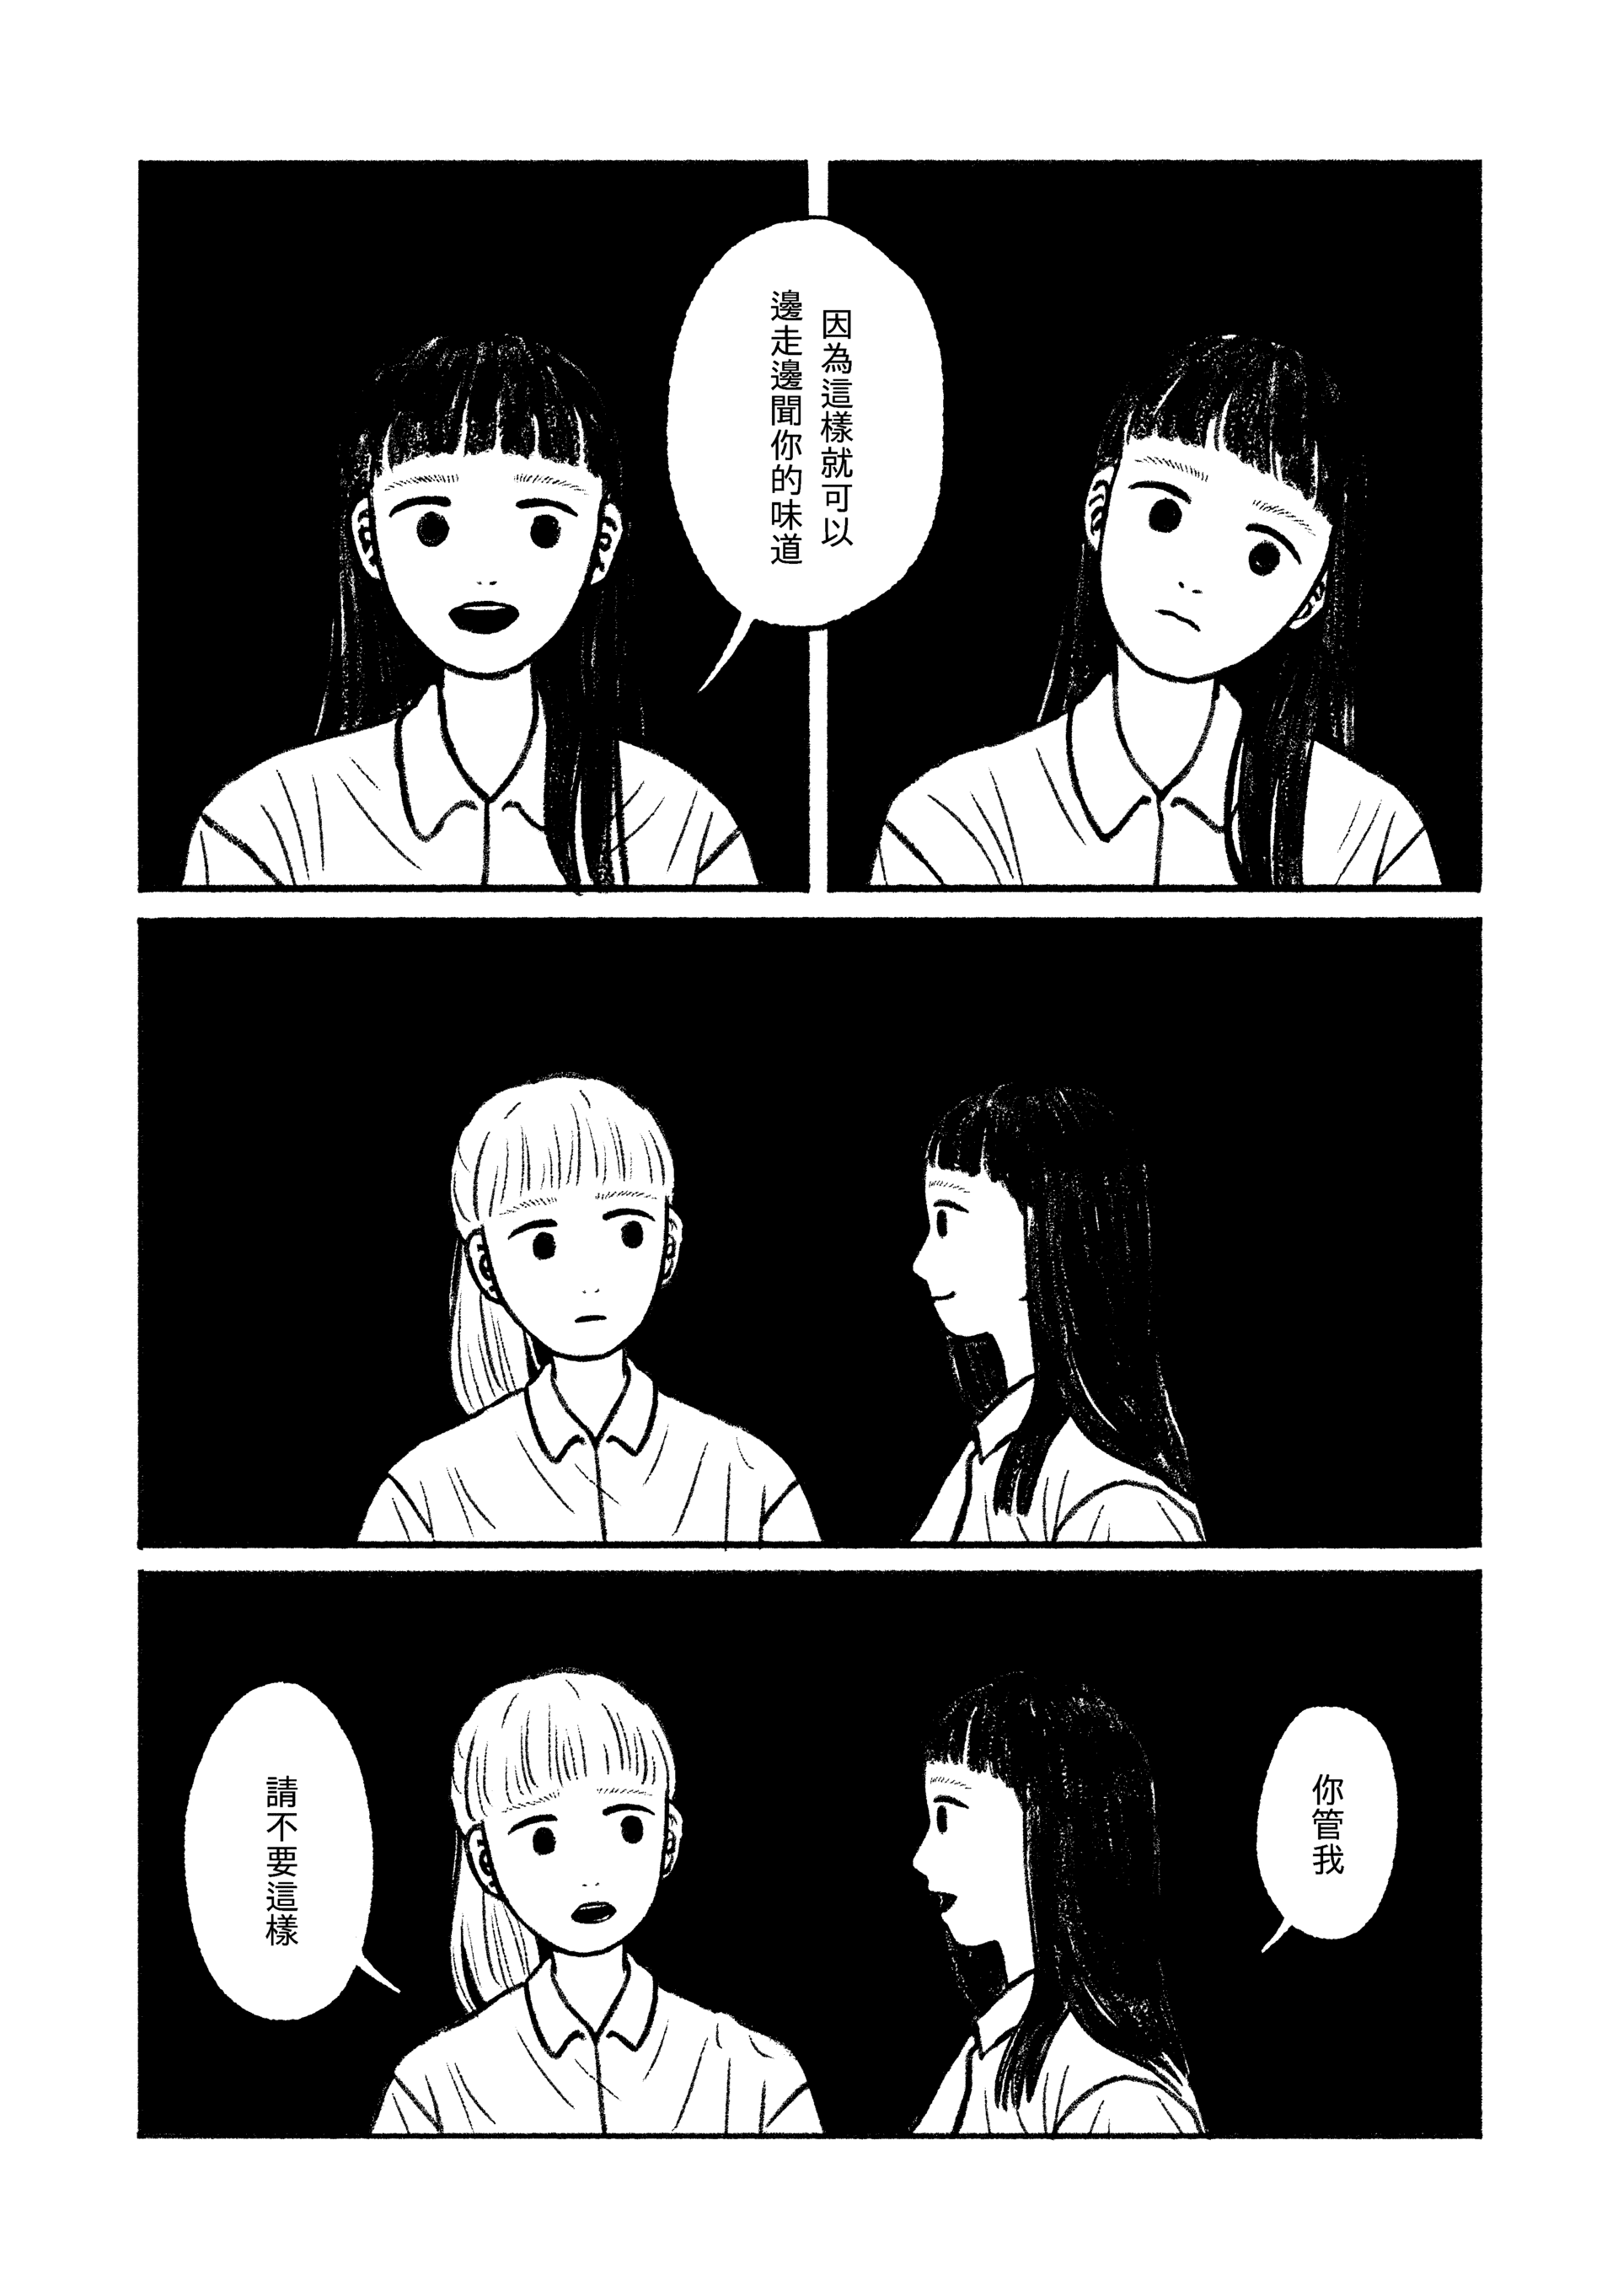 因為這樣就可以
邊走邊聞你的味道
你管我
請不要這樣